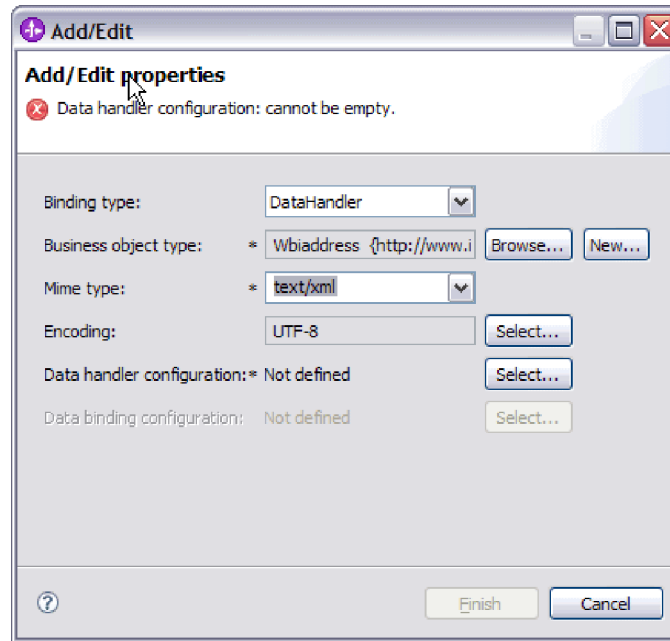 Add/Edit
Add/Edit properties
Data handler configuration: cannot be empty.
Binding type: DataHandler
Business object type: * Wbiaddress {http://www.i Browse... New...
Mime type: * text/xml
Encoding: UTF-8 Select...
Data handler configuration:* Not defined Select...
Data binding configuration: Not defined Select...
? Finish Cancel